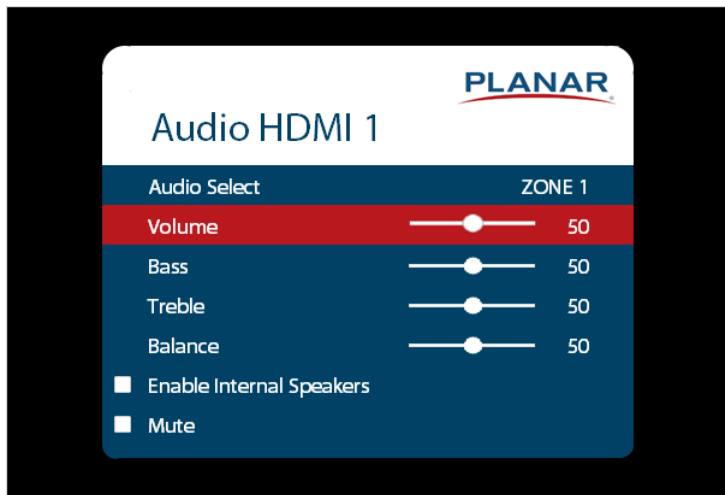 PLANAR
Audio HDMI 1
Audio Select ZONE 1
Volume 50
Bass 50
Treble 50
Balance 50
Enable Internal Speakers
Mute